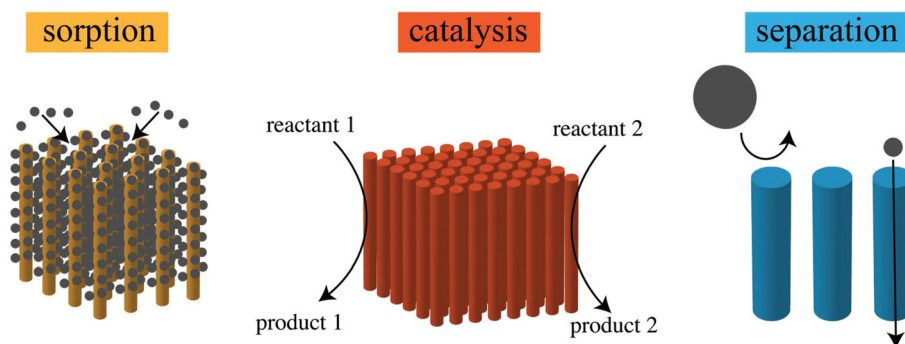 sorption
catalysis
separation
reactant 1
reactant 2
product 1
product 2